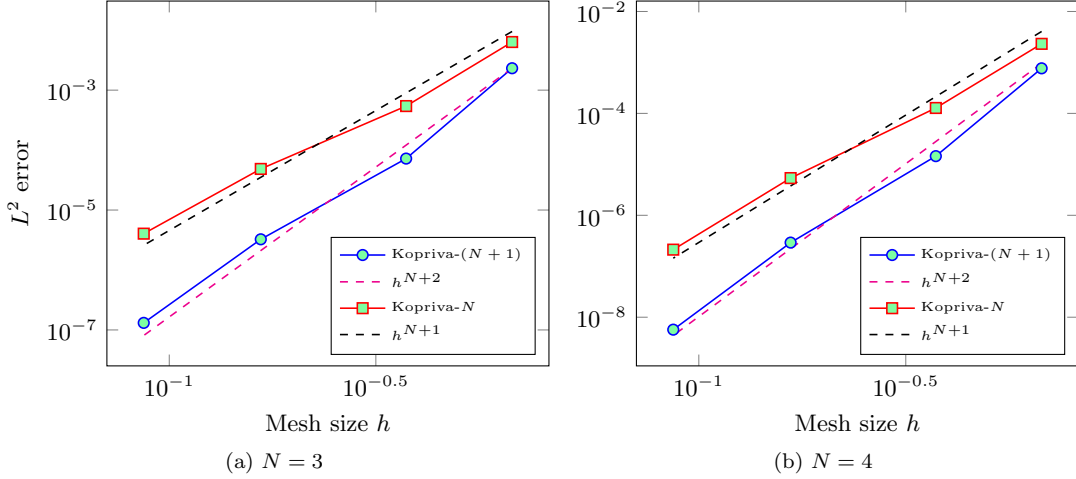 10^{-3}
10^{-5}
10^{-7}
L^2 error
10^{-1}
10^{-0.5}
Mesh size h
Kopriva-(N + 1)
h^{N+2}
Kopriva-N
h^{N+1}
(a) N = 3
10^{-2}
10^{-4}
10^{-6}
10^{-8}
10^{-1}
10^{-0.5}
Mesh size h
Kopriva-(N + 1)
h^{N+2}
Kopriva-N
h^{N+1}
(b) N = 4